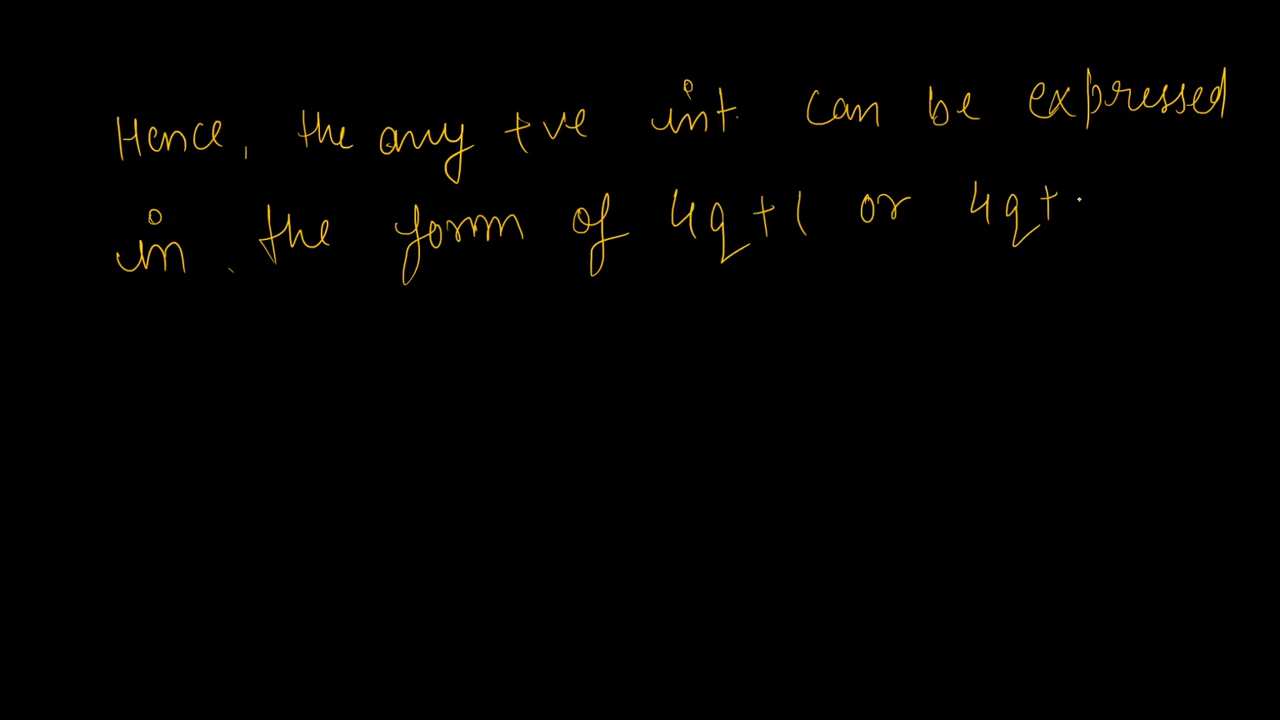 Hence, the any +ve int. can be expressed
in the form of 4q+1 or 4q+